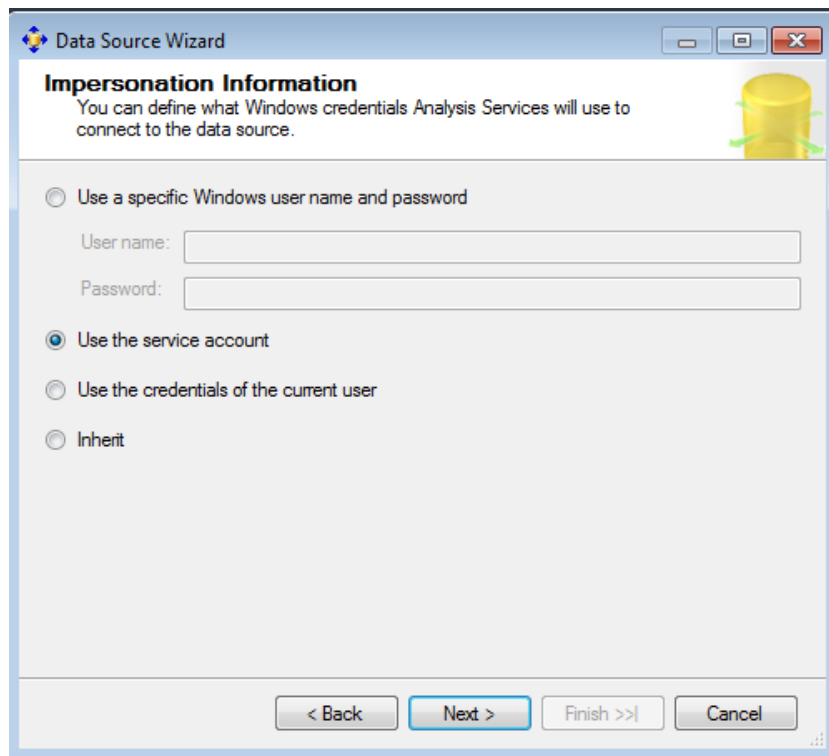 Data Source Wizard
Impersonation Information
You can define what Windows credentials Analysis Services will use to
connect to the data source.
Use a specific Windows user name and password
User name:
Password:
Use the service account
Use the credentials of the current user
Inherit
< Back Next > Finish >>| Cancel